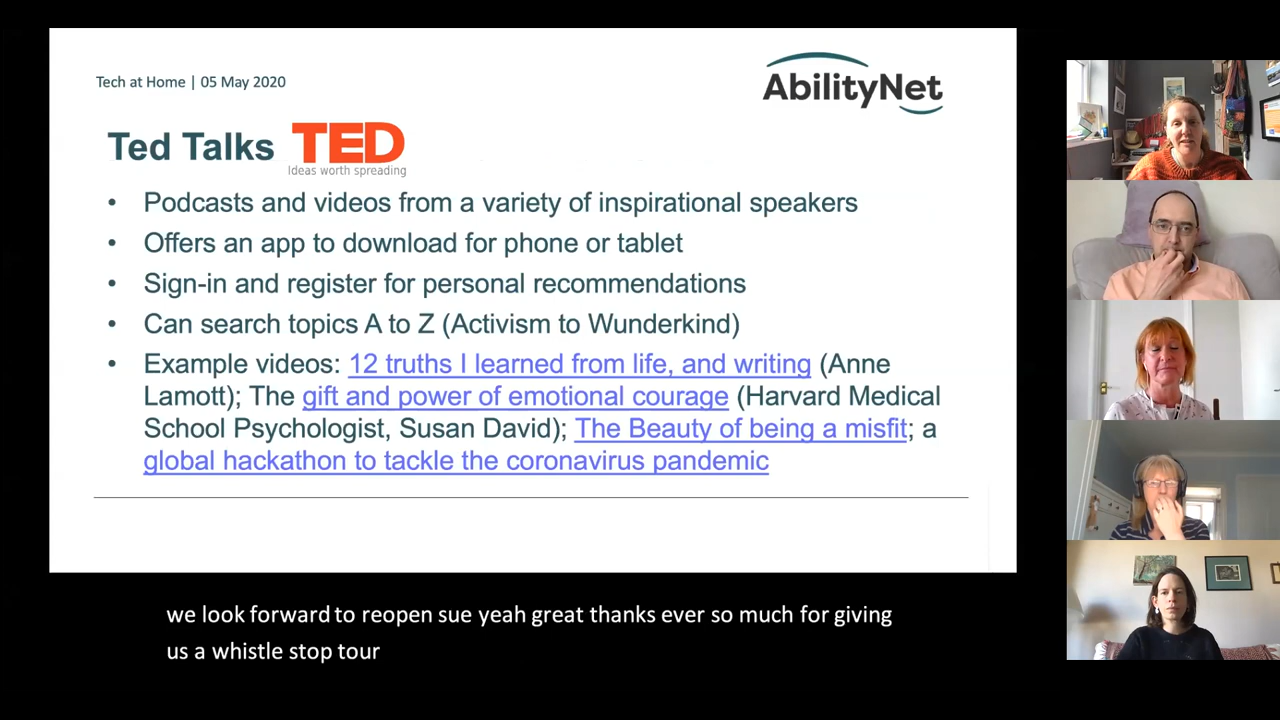 Tech at Home | 05 May 2020
AbilityNet
Ted Talks TED
Ideas worth spreading
• Podcasts and videos from a variety of inspirational speakers
• Offers an app to download for phone or tablet
• Sign-in and register for personal recommendations
• Can search topics A to Z (Activism to Wunderkind)
• Example videos: 12 truths I learned from life, and writing (Anne
Lamott); The gift and power of emotional courage (Harvard Medical
School Psychologist, Susan David); The Beauty of being a misfit; a
global hackathon to tackle the coronavirus pandemic
we look forward to reopen sue yeah great thanks ever so much for giving
us a whistle stop tour